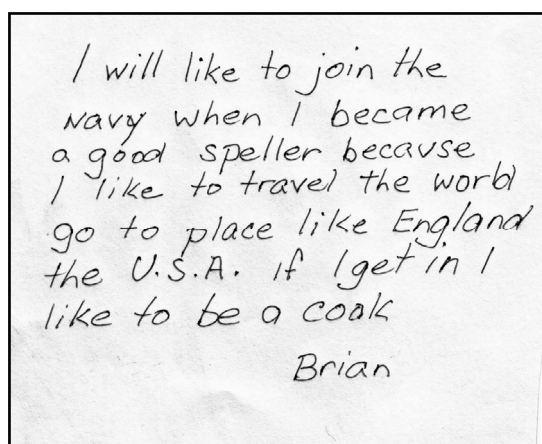 I will like to join the
Navy when I became
a good speller because
I like to travel the world
go to place like England
the U.S.A. If I get in I
like to be a cook
Brian